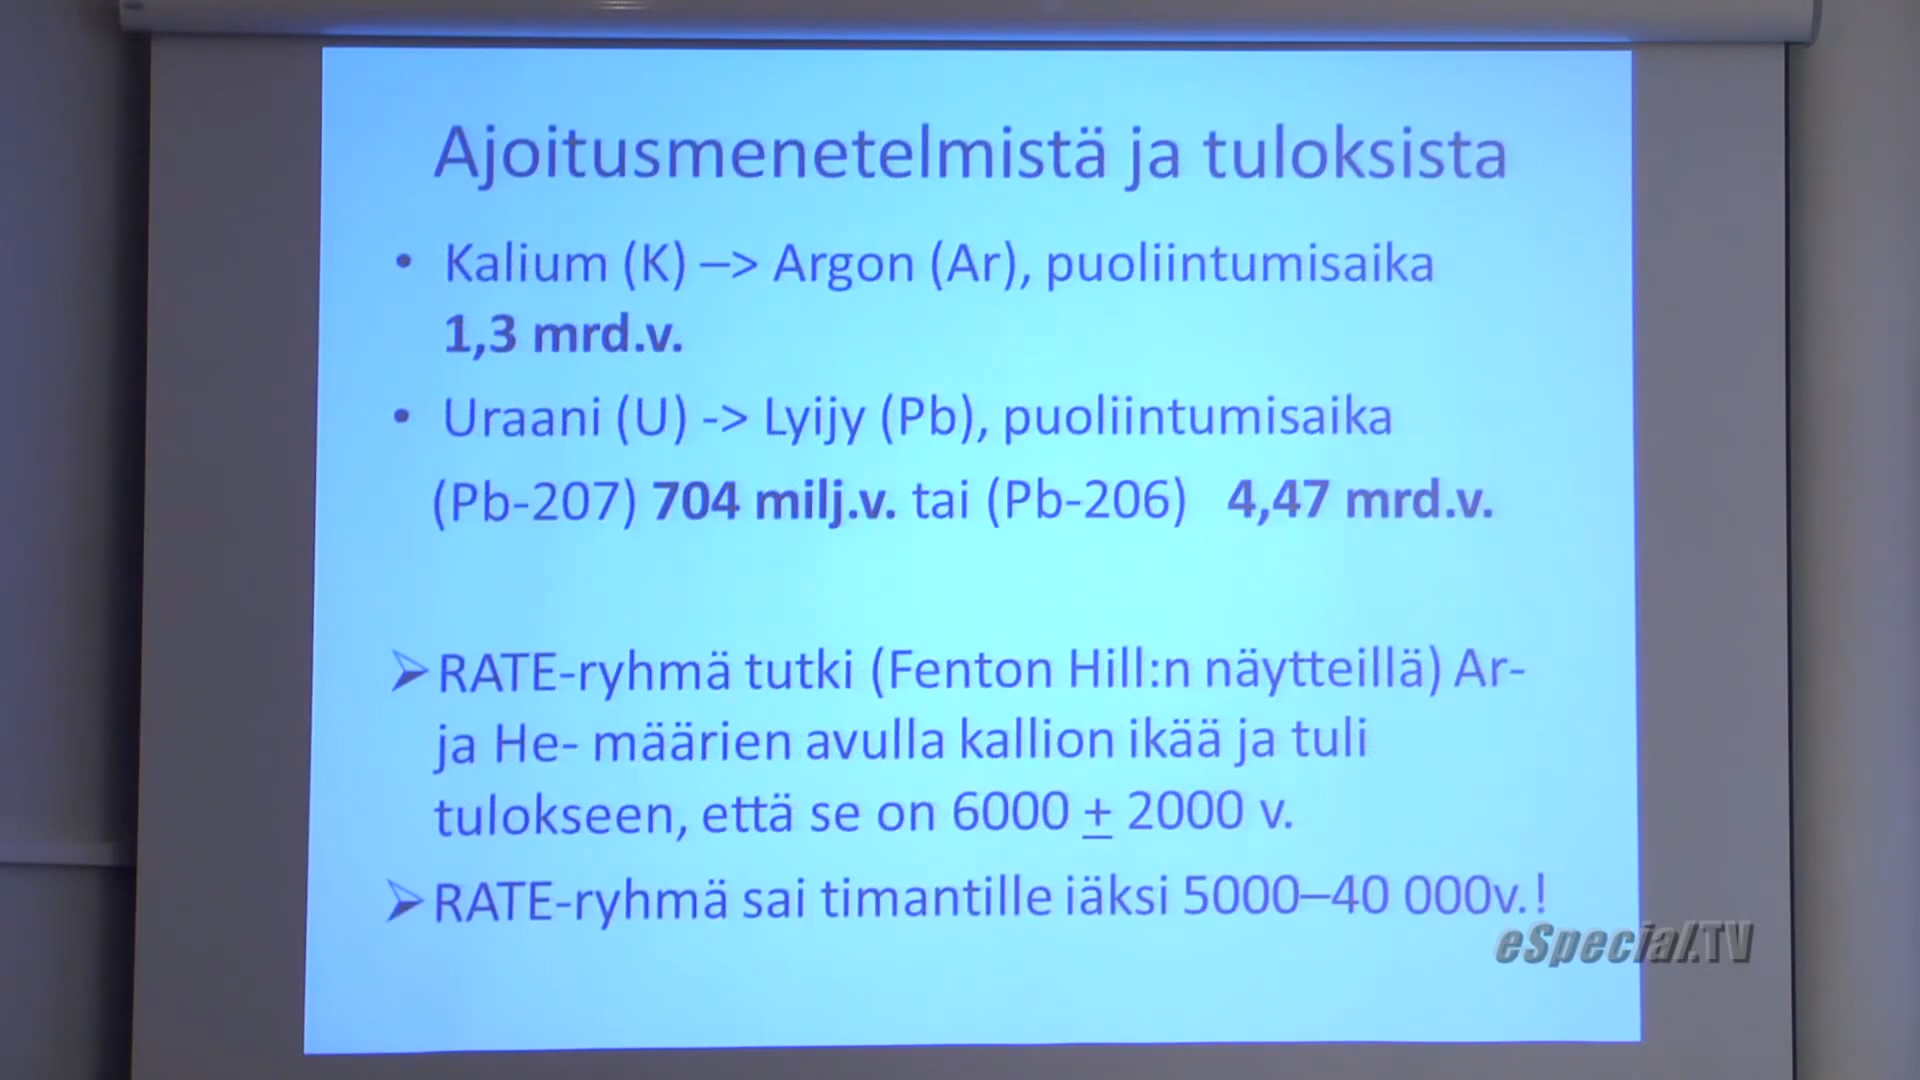 Ajoitusmenetelmistä ja tuloksista
• Kalium (K) –> Argon (Ar), puoliintumisaika
1,3 mrd.v.
• Uraani (U) -> Lyijy (Pb), puoliintumisaika
(Pb-207) 704 milj.v. tai (Pb-206) 4,47 mrd.v.
➢ RATE-ryhmä tutki (Fenton Hill:n näytteillä) Ar-
ja He- määrien avulla kallion ikää ja tuli
tulokseen, että se on 6000 ± 2000 v.
➢ RATE-ryhmä sai timantille iäksi 5000–40 000v.!
eSpecial.TV